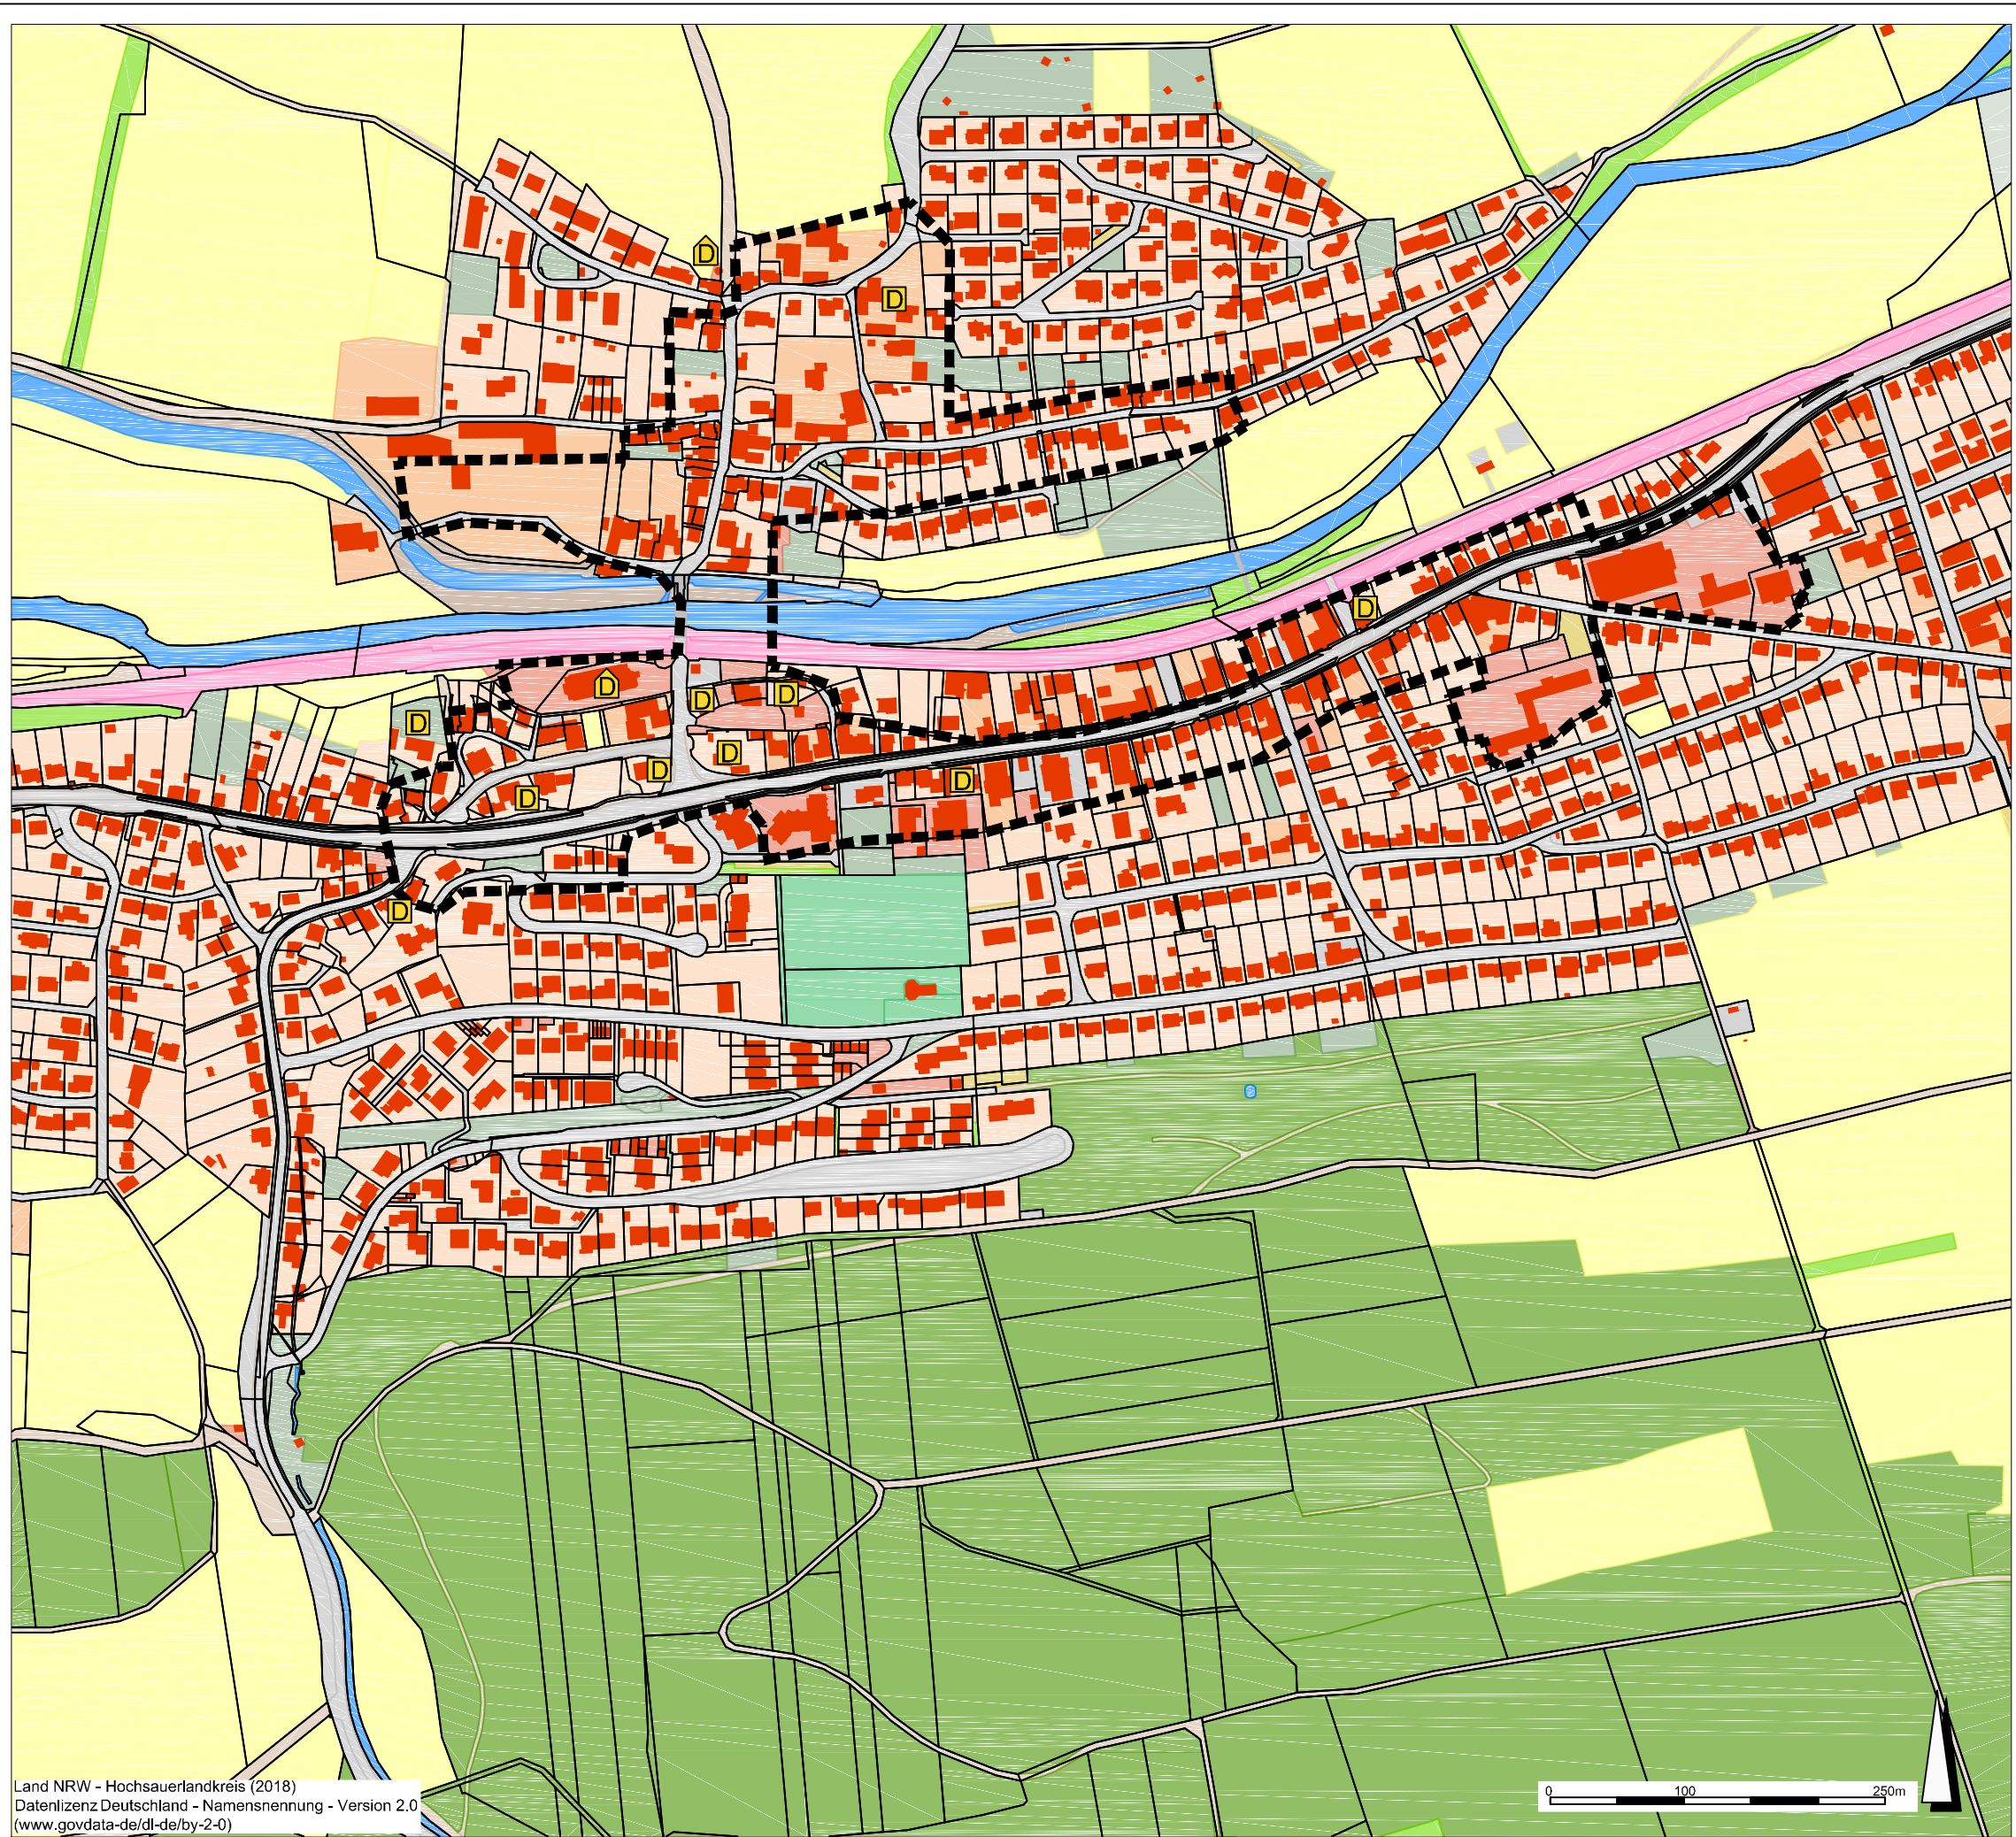 D
D
D
D
D
D
D
D
D
D
D
D
Land NRW - Hochsauerlandkreis (2018)
Datenlizenz Deutschland - Namensnennung - Version 2.0
(www.govdata-de/dl-de/by-2-0)
0 100 250m